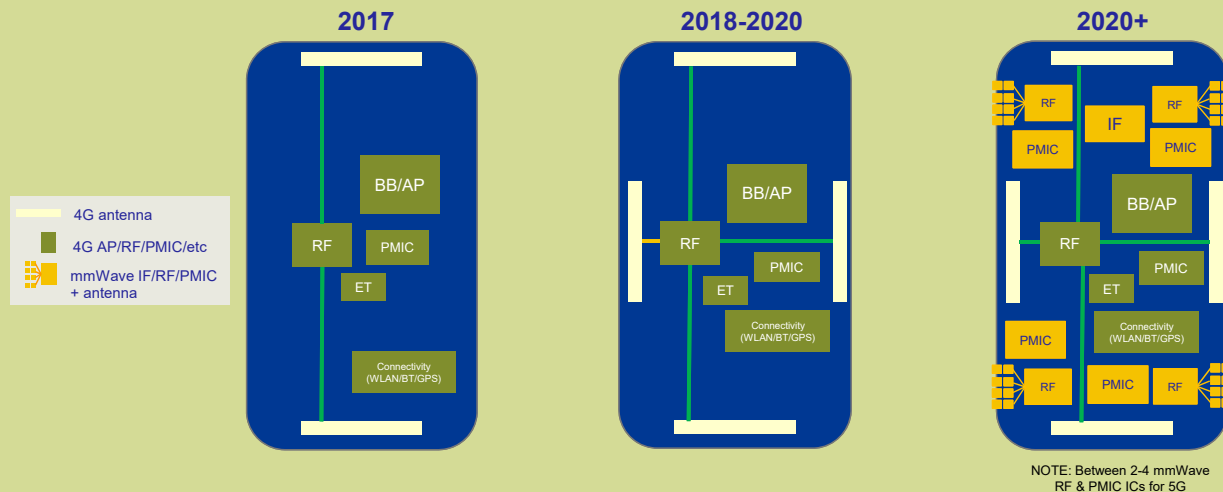 2017
2018-2020
2020+
4G antenna
4G AP/RF/PMIC/etc
mmWave IF/RF/PMIC
+ antenna
BB/AP
RF
PMIC
ET
Connectivity
(WLAN/BT/GPS)
BB/AP
RF
PMIC
ET
Connectivity
(WLAN/BT/GPS)
RF
IF
RF
PMIC
PMIC
BB/AP
RF
PMIC
ET
Connectivity
(WLAN/BT/GPS)
PMIC
RF
PMIC
RF
NOTE: Between 2-4 mmWave
RF & PMIC ICs for 5G